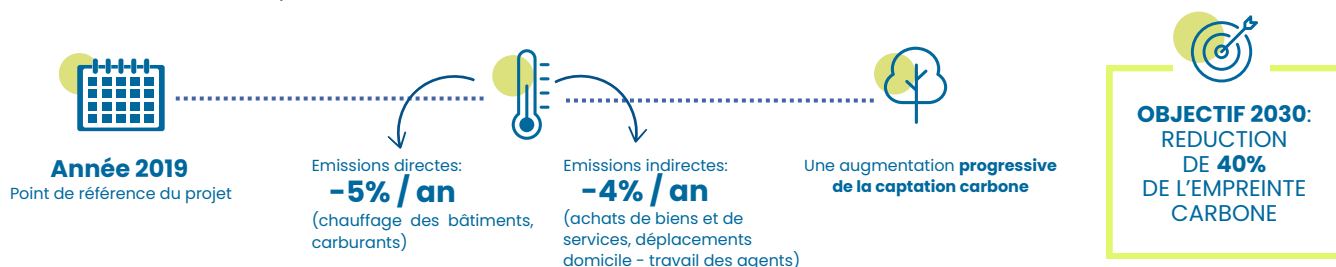 Année 2019
Point de référence du projet
Emissions directes:
-5% / an
(chauffage des bâtiments,
carburants)
Emissions indirectes:
-4% / an
(achats de biens et de
services, déplacements
domicile - travail des agents)
Une augmentation progressive
de la captation carbone
OBJECTIF 2030:
REDUCTION
DE 40%
DE L'EMPREINTE
CARBONE